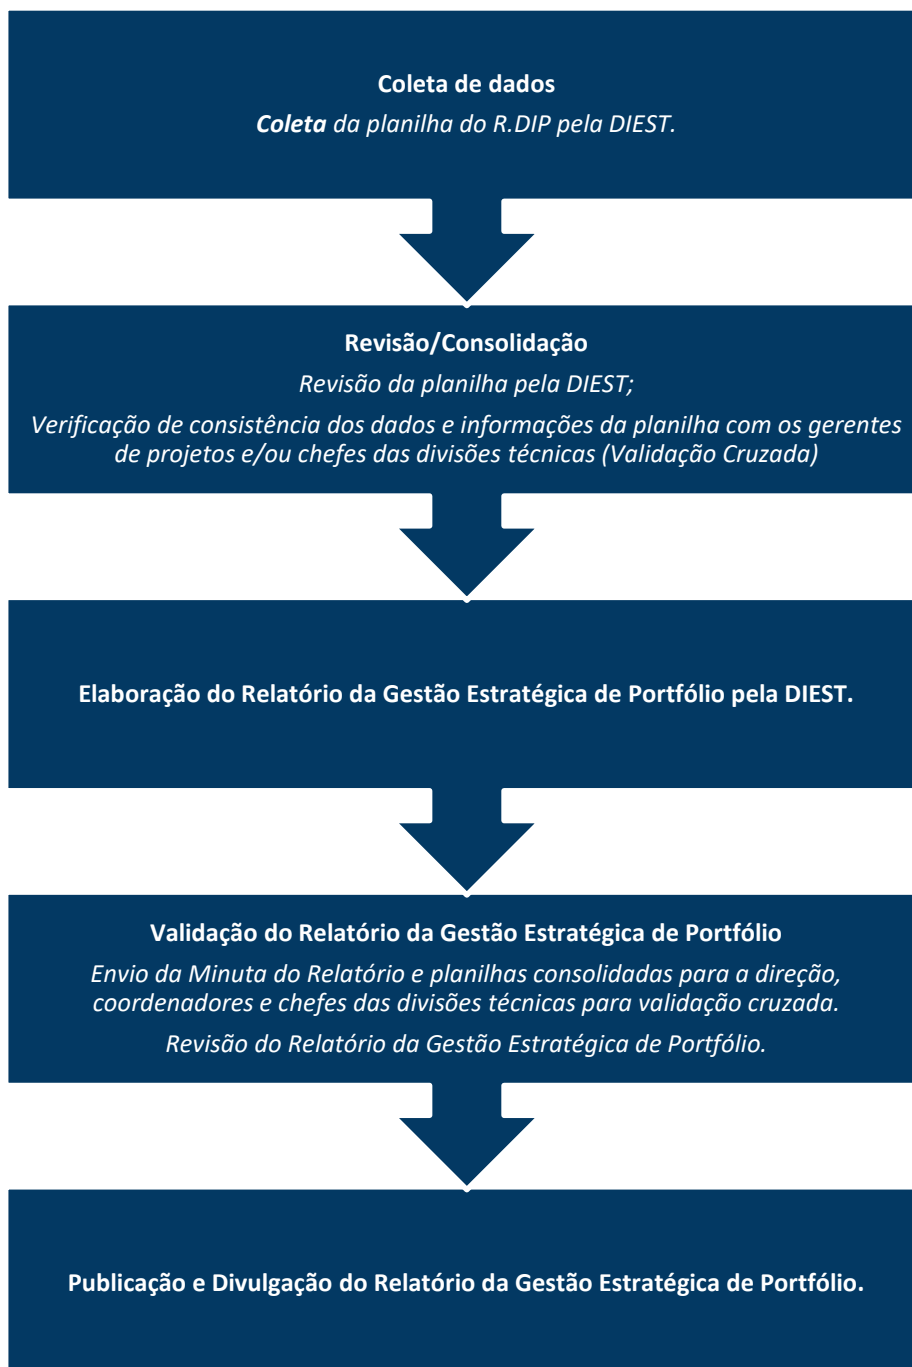 Coleta de dados
Coleta da planilha do R.DIP pela DIEST.
Revisão/Consolidação
Revisão da planilha pela DIEST;
Verificação de consistência dos dados e informações da planilha com os gerentes
de projetos e/ou chefes das divisões técnicas (Validação Cruzada)
Elaboração do Relatório da Gestão Estratégica de Portfólio pela DIEST.
Validação do Relatório da Gestão Estratégica de Portfólio
Envio da Minuta do Relatório e planilhas consolidadas para a direção,
coordenadores e chefes das divisões técnicas para validação cruzada.
Revisão do Relatório da Gestão Estratégica de Portfólio.
Publicação e Divulgação do Relatório da Gestão Estratégica de Portfólio.